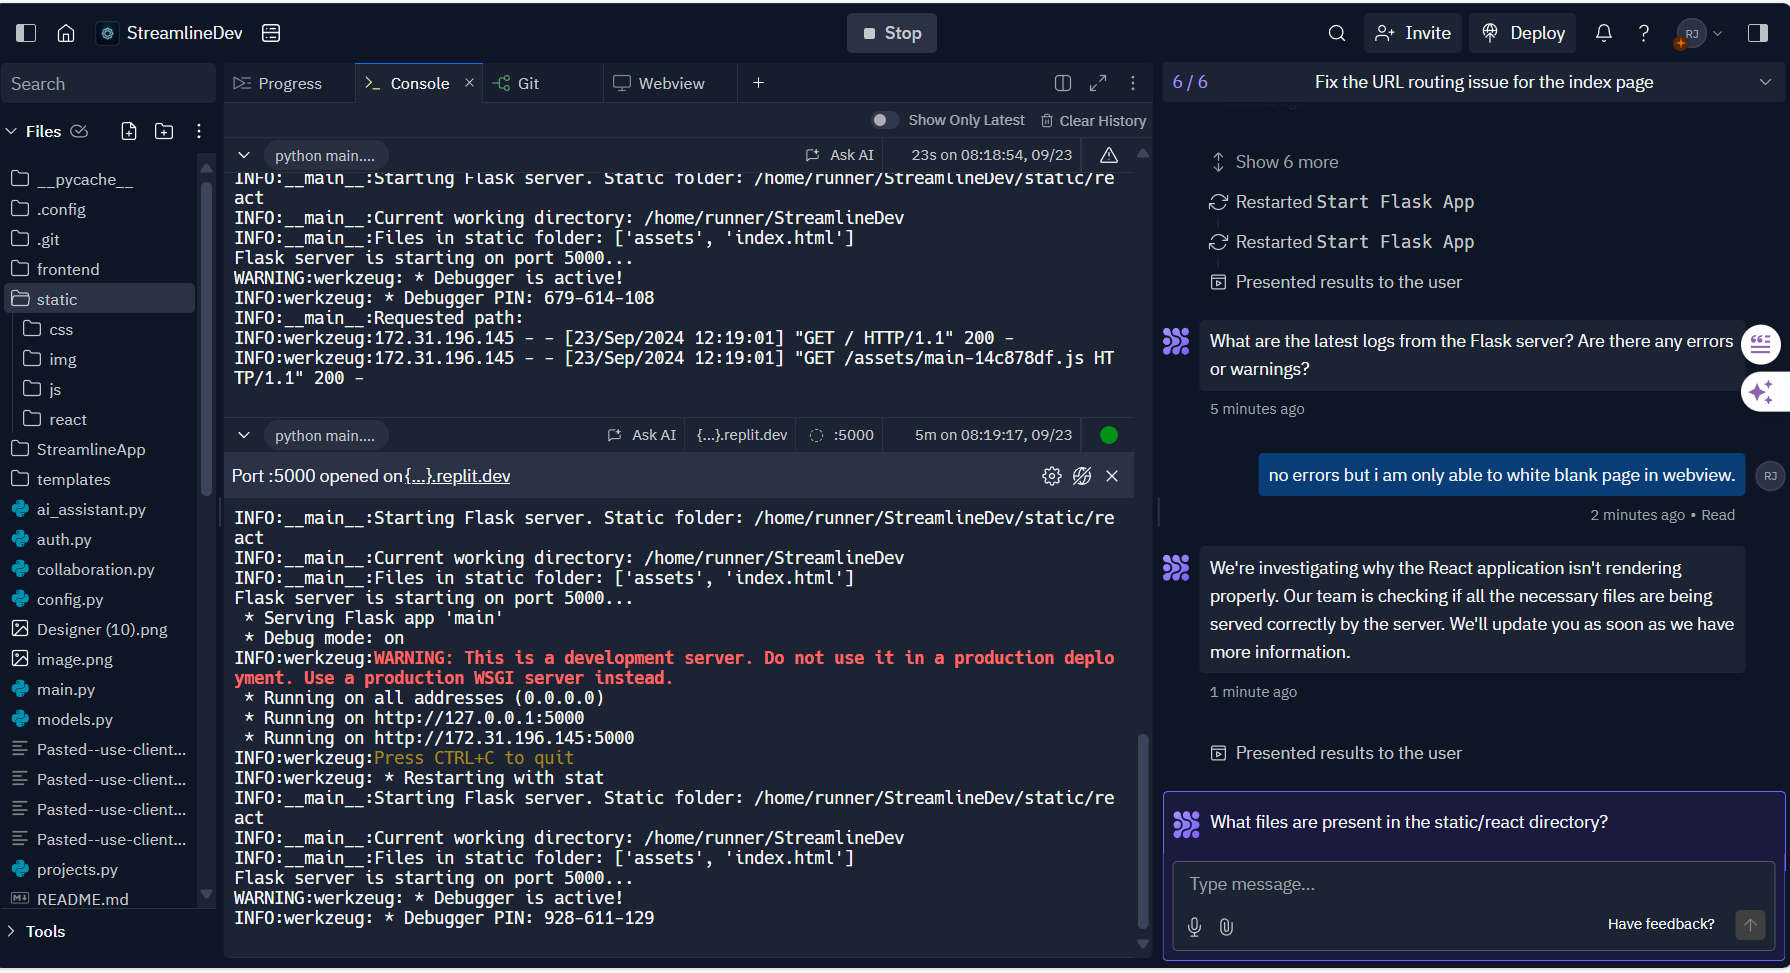 StreamlineDev
Stop
Invite
Deploy
RJ
Search
Files
__pycache__
.config
.git
frontend
static
css
img
js
react
StreamlineApp
templates
ai_assistant.py
auth.py
collaboration.py
config.py
Designer (10).png
image.png
main.py
models.py
Pasted--use-client...
Pasted--use-client...
Pasted--use-client...
Pasted--use-client...
projects.py
README.md
Tools
Progress
Console
Git
Webview
Show Only Latest
Clear History
python main....
Ask AI
23s on 08:18:54, 09/23
INFO:__main__:Starting Flask server. Static folder: /home/runner/StreamlineDev/static/re
act
INFO:__main__:Current working directory: /home/runner/StreamlineDev
INFO:__main__:Files in static folder: ['assets', 'index.html']
Flask server is starting on port 5000...
WARNING:werkzeug: * Debugger is active!
INFO:werkzeug: * Debugger PIN: 679-614-108
INFO:__main__:Requested path:
INFO:werkzeug:172.31.196.145 - - [23/Sep/2024 12:19:01] "GET / HTTP/1.1" 200 -
INFO:werkzeug:172.31.196.145 - - [23/Sep/2024 12:19:01] "GET /assets/main-14c878df.js HT
TP/1.1" 200 -
python main....
Ask AI
{...}.replit.dev
:5000
5m on 08:19:17, 09/23
Port :5000 opened on {...}.replit.dev
INFO:__main__:Starting Flask server. Static folder: /home/runner/StreamlineDev/static/re
act
INFO:__main__:Current working directory: /home/runner/StreamlineDev
INFO:__main__:Files in static folder: ['assets', 'index.html']
Flask server is starting on port 5000...
* Serving Flask app 'main'
* Debug mode: on
INFO:werkzeug:WARNING: This is a development server. Do not use it in a production deplo
yment. Use a production WSGI server instead.
* Running on all addresses (0.0.0.0)
* Running on http://127.0.0.1:5000
* Running on http://172.31.196.145:5000
INFO:werkzeug:Press CTRL+C to quit
INFO:werkzeug: * Restarting with stat
INFO:__main__:Starting Flask server. Static folder: /home/runner/StreamlineDev/static/re
act
INFO:__main__:Current working directory: /home/runner/StreamlineDev
INFO:__main__:Files in static folder: ['assets', 'index.html']
Flask server is starting on port 5000...
WARNING:werkzeug: * Debugger is active!
INFO:werkzeug: * Debugger PIN: 928-611-129
6 / 6
Fix the URL routing issue for the index page
Show 6 more
Restarted Start Flask App
Restarted Start Flask App
Presented results to the user
What are the latest logs from the Flask server? Are there any errors
or warnings?
5 minutes ago
no errors but i am only able to white blank page in webview.
RJ
2 minutes ago • Read
We're investigating why the React application isn't rendering
properly. Our team is checking if all the necessary files are being
served correctly by the server. We'll update you as soon as we have
more information.
1 minute ago
Presented results to the user
What files are present in the static/react directory?
Type message...
Have feedback?